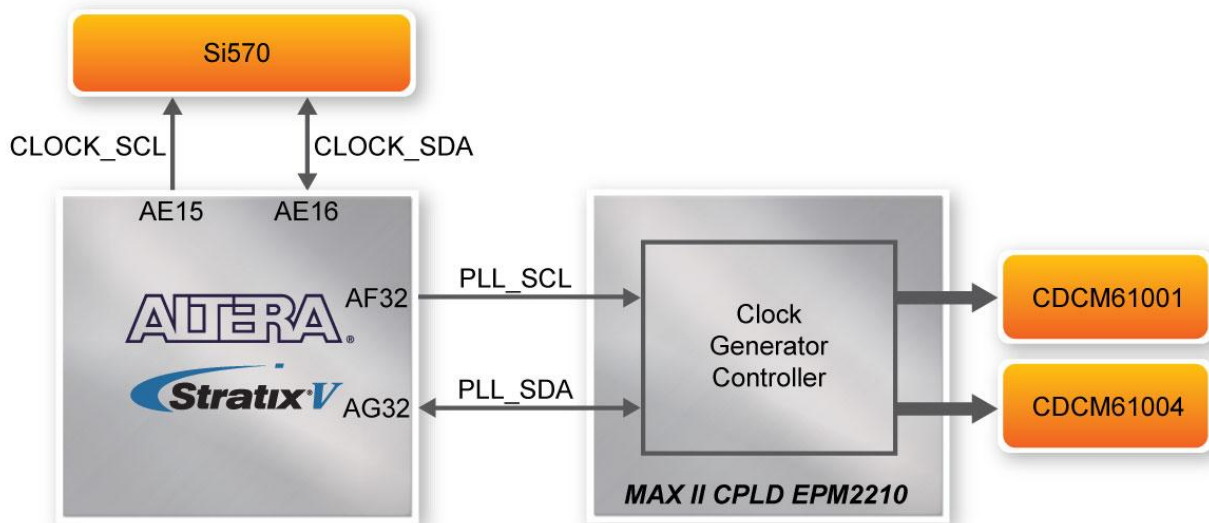 Si570
CLOCK_SCL
CLOCK_SDA
AE15
AE16
ALTERA®
Stratix V
AF32
AG32
PLL_SCL
PLL_SDA
Clock
Generator
Controller
MAX II CPLD EPM2210
CDCM61001
CDCM61004